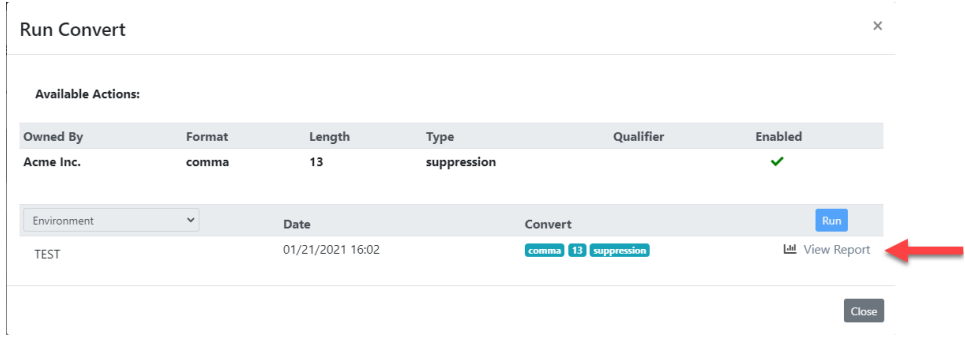 Run Convert ×
Available Actions:
Owned By Format Length Type Qualifier Enabled
Acme Inc. comma 13 suppression
Environment Date Convert Run
TEST 01/21/2021 16:02 comma 13 suppression View Report
Close